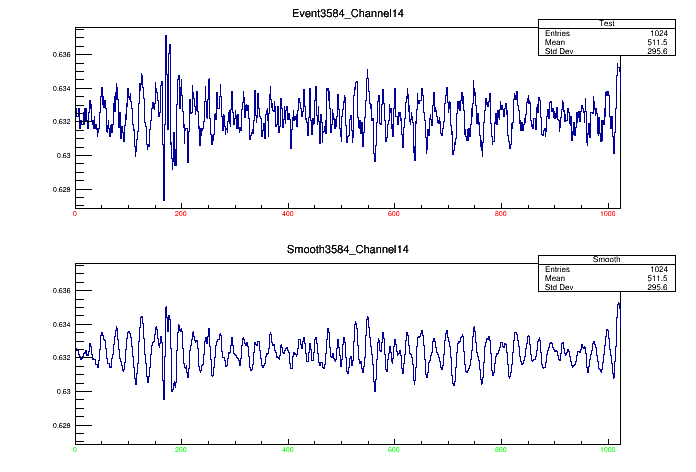 Event3584_Channel14
Test
Entries 1024
Mean 511.5
Std Dev 295.6
0.636
0.634
0.632
0.63
0.628
0 200 400 600 800 1000
Smooth3584_Channel14
Smooth
Entries 1024
Mean 511.5
Std Dev 295.6
0.636
0.634
0.632
0.63
0.628
0 200 400 600 800 1000